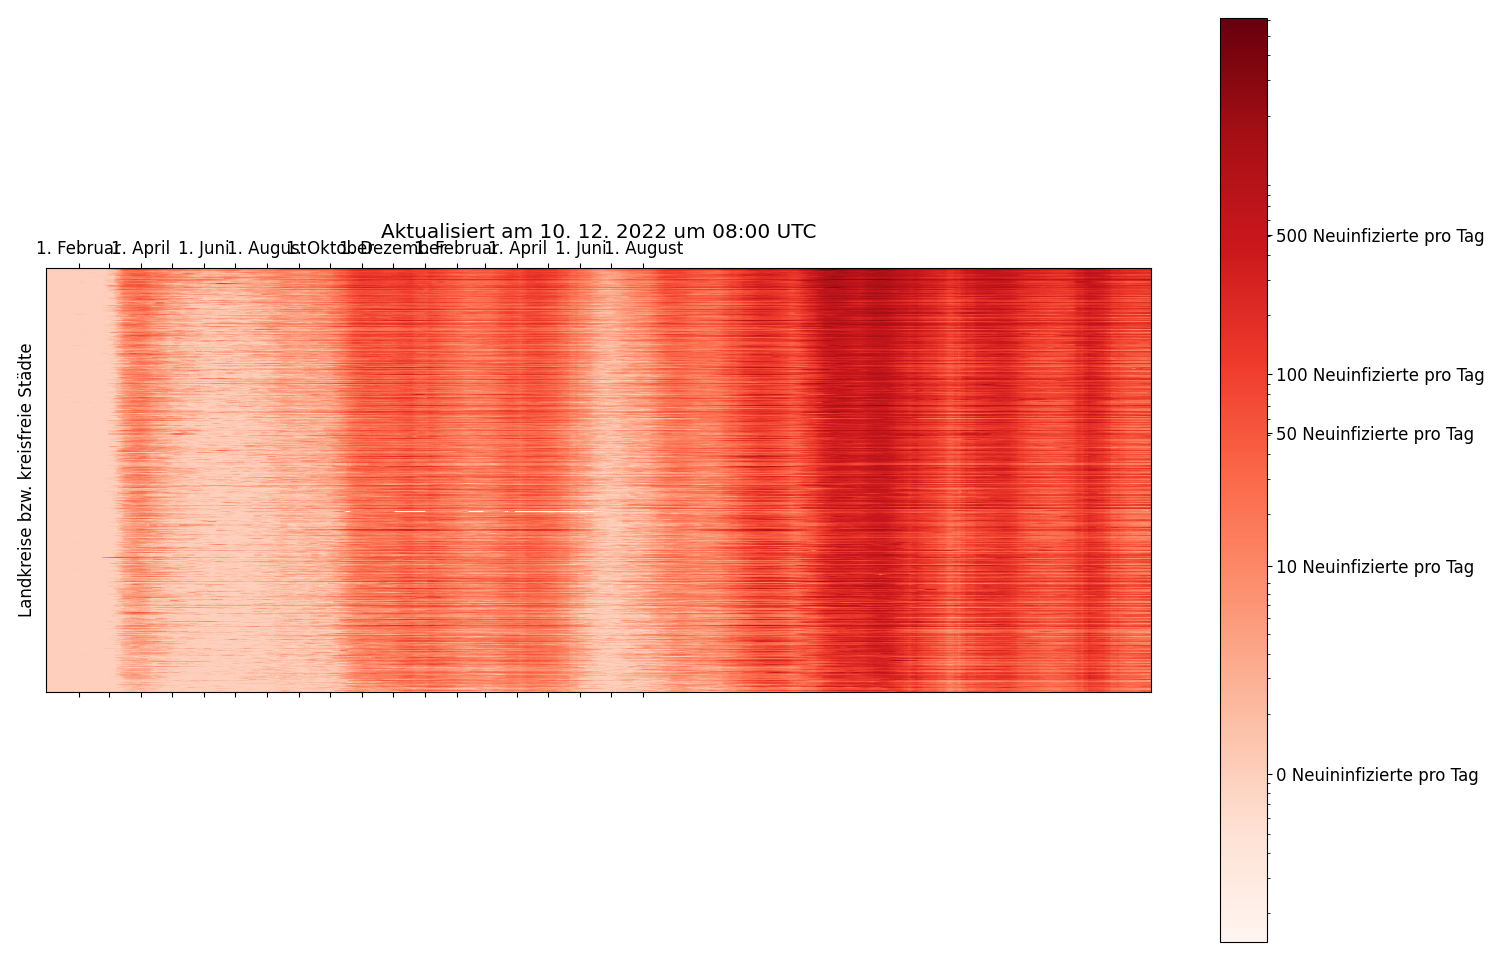 Aktualisiert am 10. 12. 2022 um 08:00 UTC
1. Februar 1. April 1. Juni 1. August 1. Oktober 1. Dezember 1. Februar 1. April 1. Juni 1. August
Landkreise bzw. kreisfreie Städte
500 Neuinfizierte pro Tag
100 Neuinfizierte pro Tag
50 Neuinfizierte pro Tag
10 Neuinfizierte pro Tag
0 Neuininfizierte pro Tag